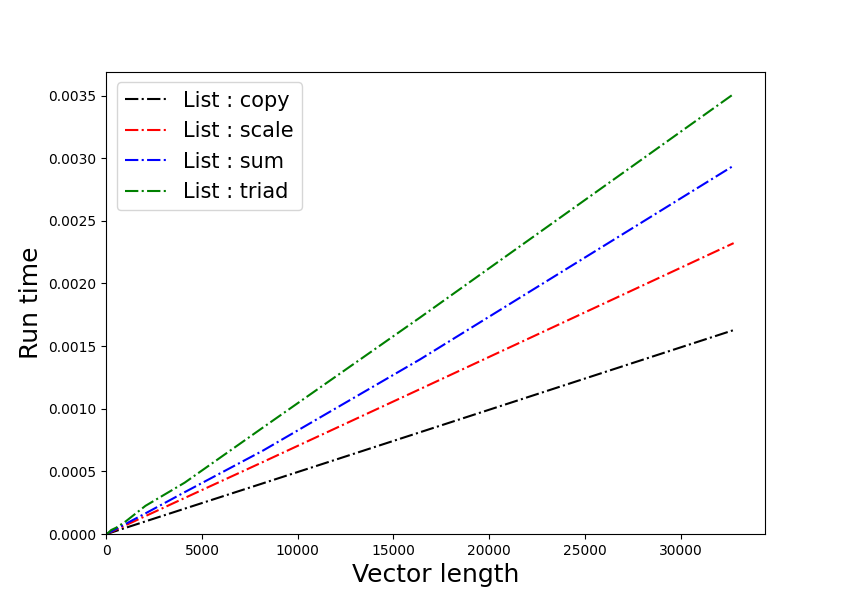 List : copy
List : scale
List : sum
List : triad
0.0035
0.0030
0.0025
0.0020
0.0015
0.0010
0.0005
0.0000
Run time
0 5000 10000 15000 20000 25000 30000
Vector length